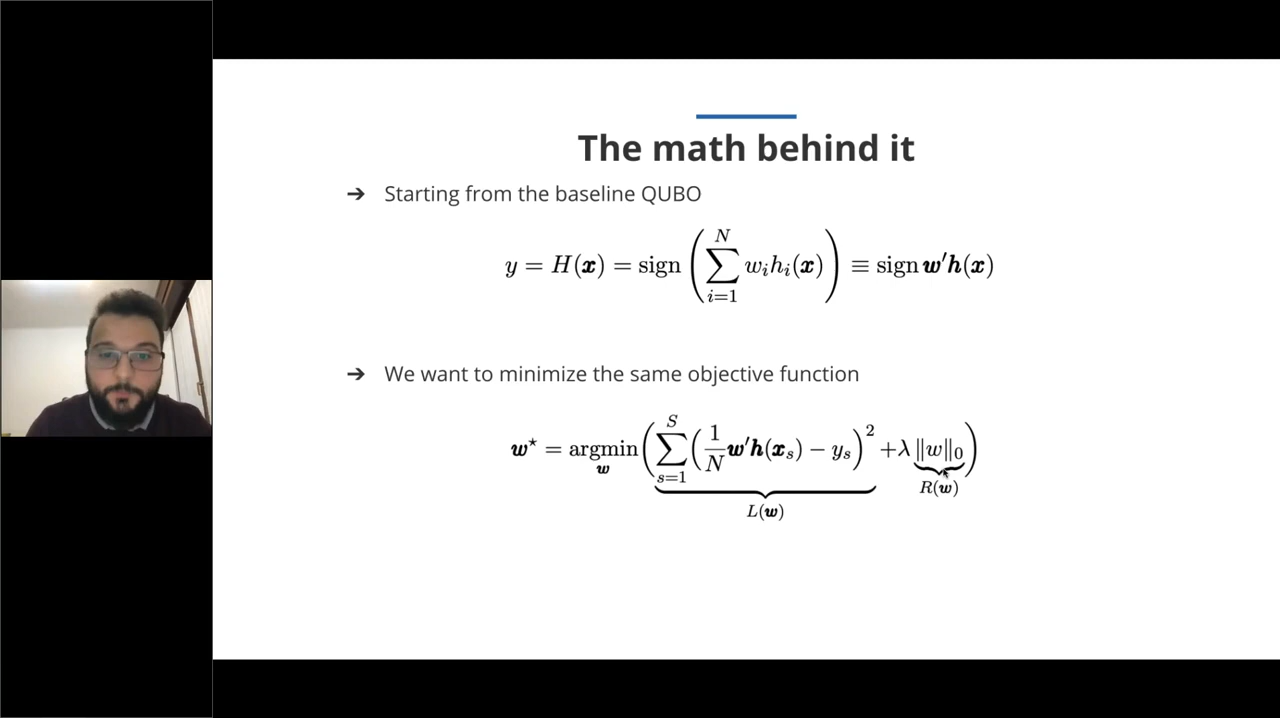 The math behind it
➔ Starting from the baseline QUBO
y = H(𝒙) = sign ( ∑_{i=1}^{N} w_i h_i(𝒙) ) ≡ sign 𝒘′𝒉(𝒙)
➔ We want to minimize the same objective function
𝒘⋆ = argmin_𝒘 ( ∑_{s=1}^{S} ( 1/N 𝒘′𝒉(𝒙_s) − y_s )² + λ ‖w‖₀ )
L(𝒘) R(𝒘)